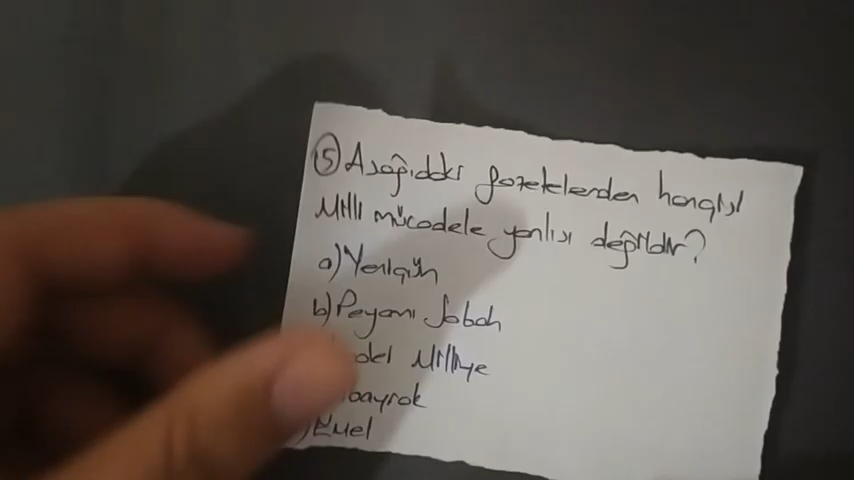 15 Aşağıdaki gazetelerden hangisi
Milli mücadele yanlısı değildir?
a) Yenigün
b) Peyamı Sabah
Milliye
bayrak
) Emel